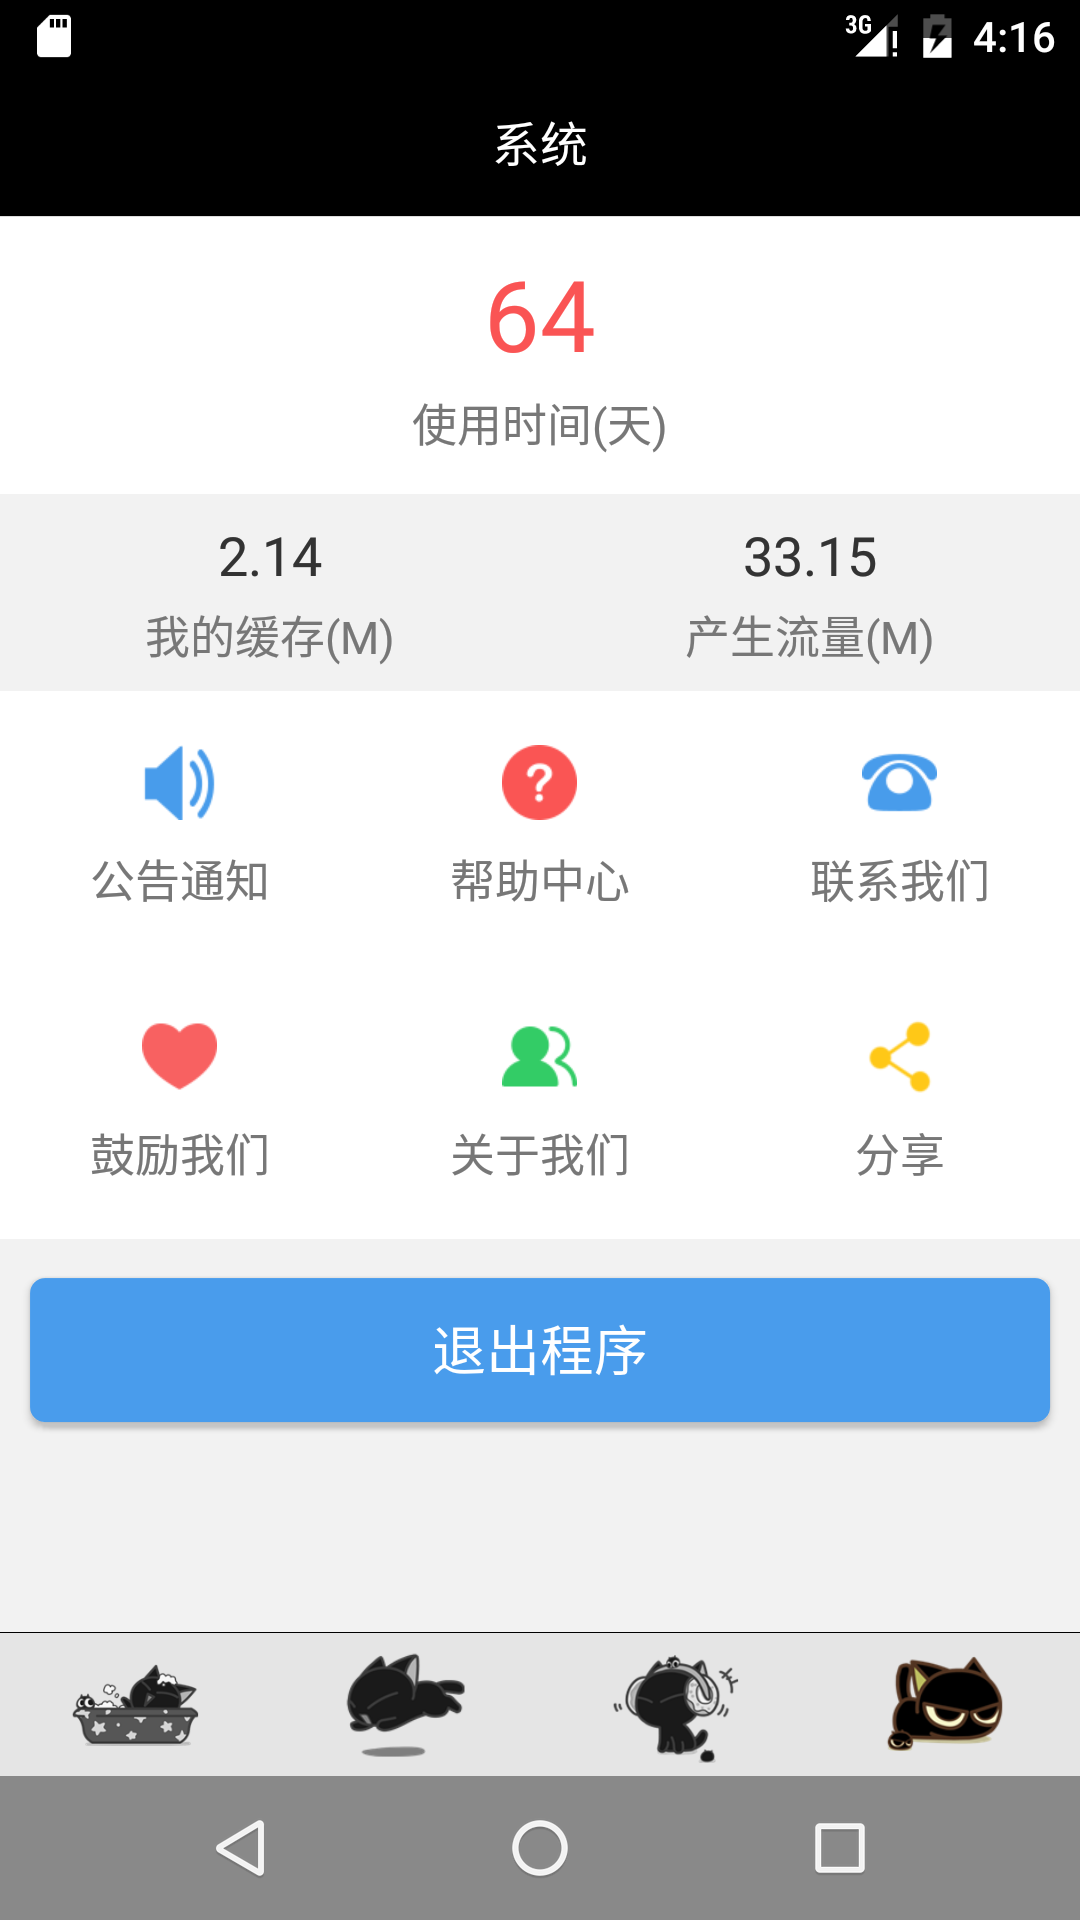 3G 4:16
系统
64
使用时间(天)
2.14 33.15
我的缓存(M) 产生流量(M)
公告通知 帮助中心 联系我们
鼓励我们 关于我们 分享
退出程序